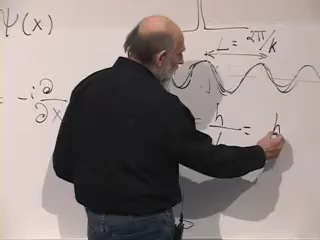 Ψ(x)
L = 2π/k
-i∂
∂x
= h
L =
h